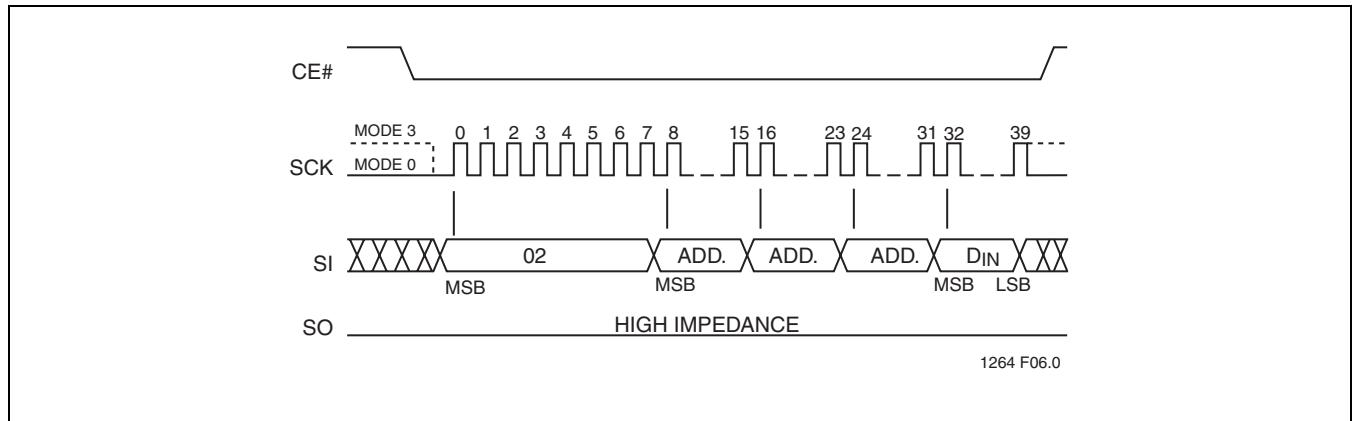 CE#
MODE 3 0 1 2 3 4 5 6 7 8 15 16 23 24 31 32 39
SCK MODE 0
SI 02 ADD. ADD. ADD. DIN
MSB MSB MSB LSB
SO HIGH IMPEDANCE
1264 F06.0